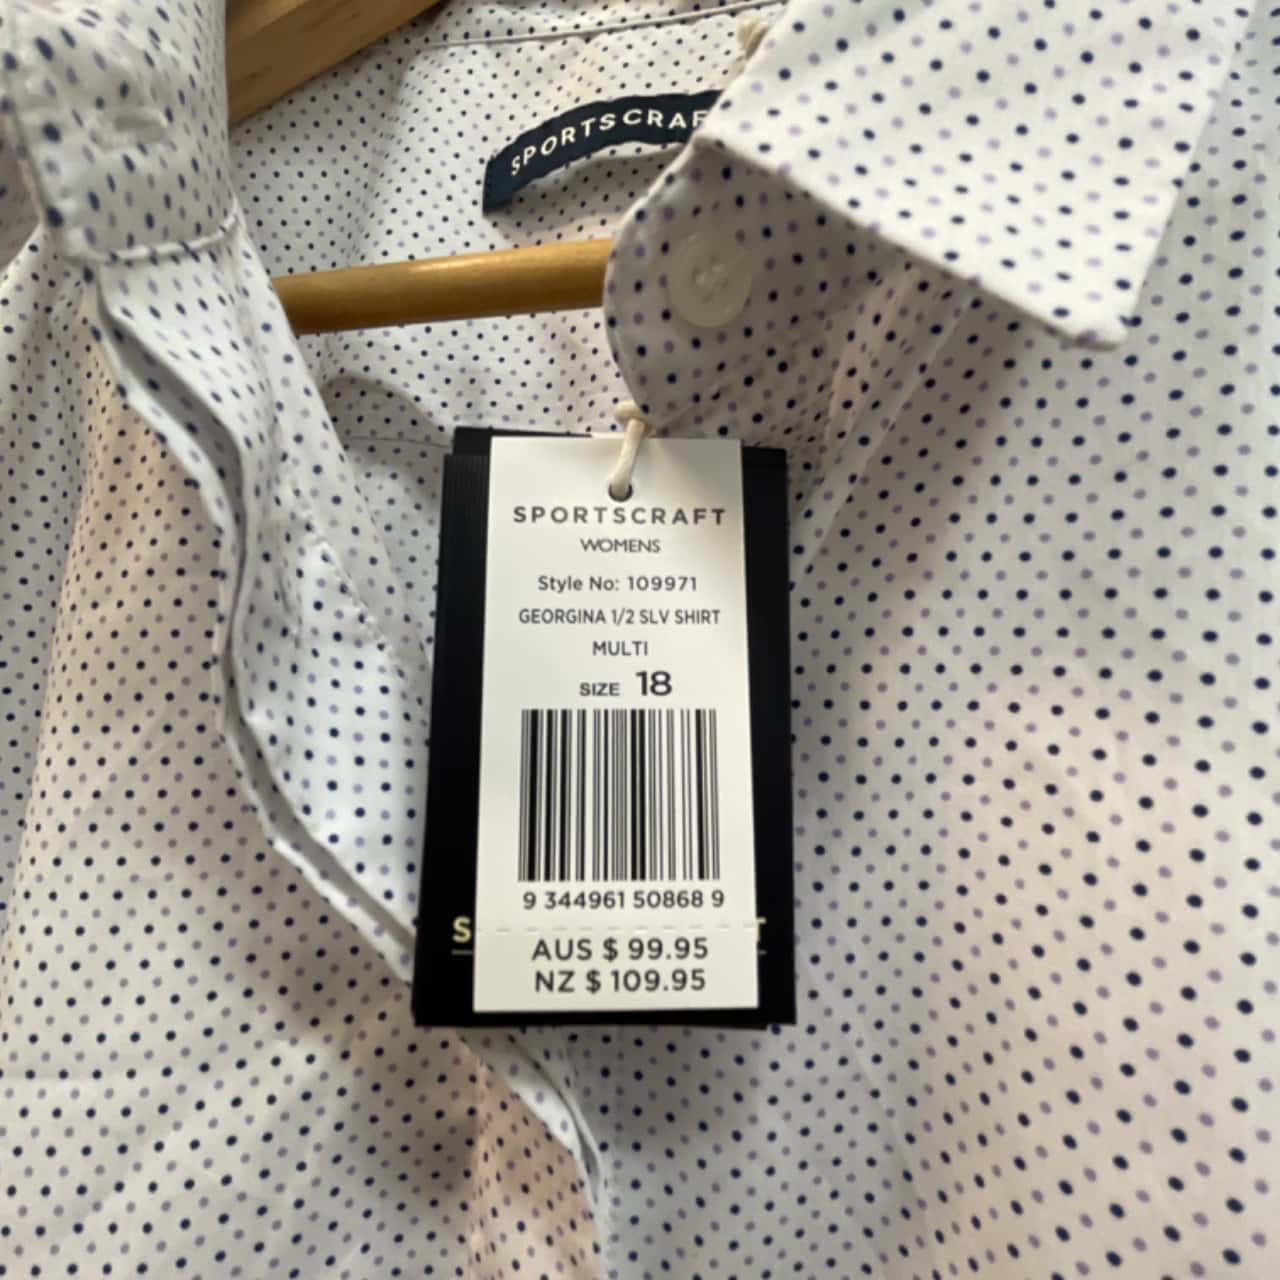 SPORTSCRAF
SPORTSCRAFT
WOMENS
Style No: 109971
GEORGINA 1/2 SLV SHIRT
MULTI
SIZE 18
9 344961 50868 9
S T
AUS $ 99.95
NZ $ 109.95